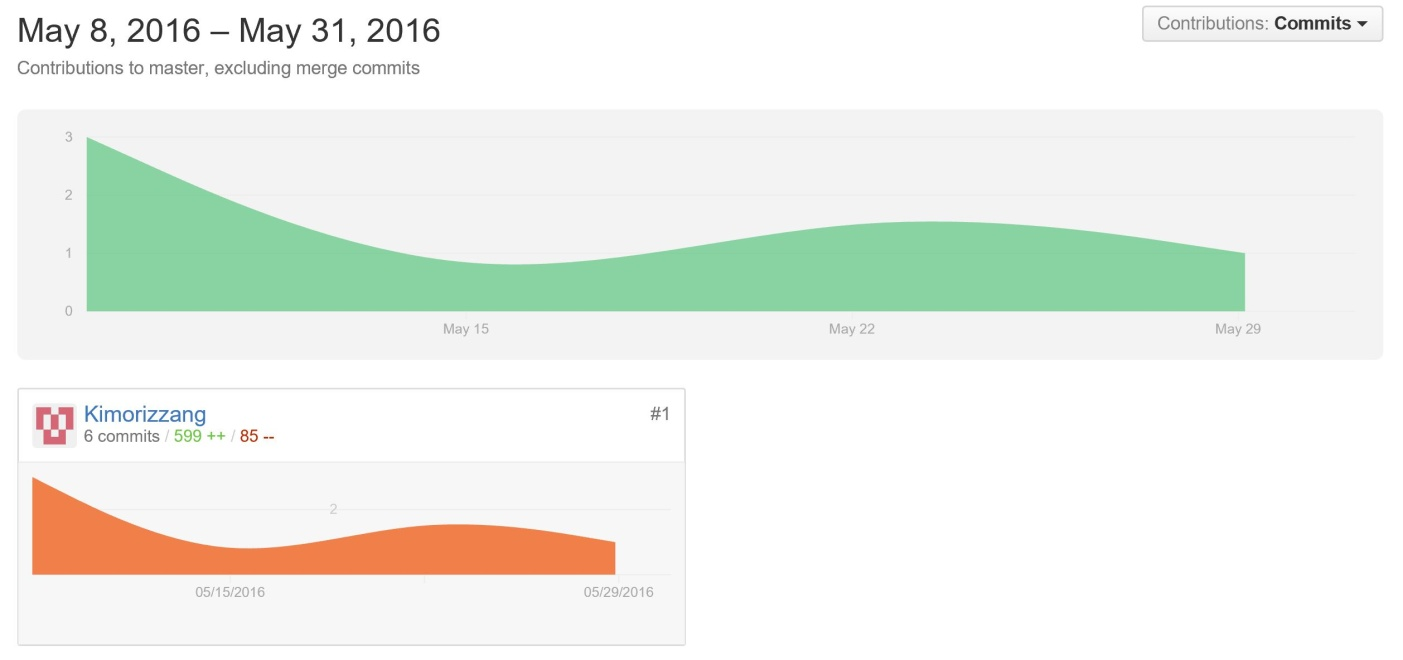 May 8, 2016 – May 31, 2016
Contributions: Commits
Contributions to master, excluding merge commits
3
2
1
0
May 15 May 22 May 29
Kimorizzang #1
6 commits / 599 ++ / 85 --
2
05/15/2016 05/29/2016